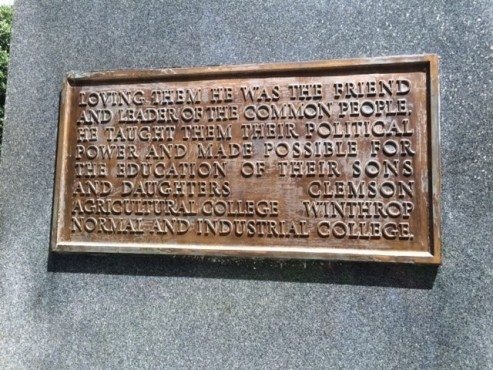 LOVING THEM HE WAS THE FRIEND
AND LEADER OF THE COMMON PEOPLE.
HE TAUGHT THEM THEIR POLITICAL
POWER AND MADE POSSIBLE FOR
THE EDUCATION OF THEIR SONS
AND DAUGHTERS CLEMSON
AGRICULTURAL COLLEGE WINTHROP
NORMAL AND INDUSTRIAL COLLEGE.